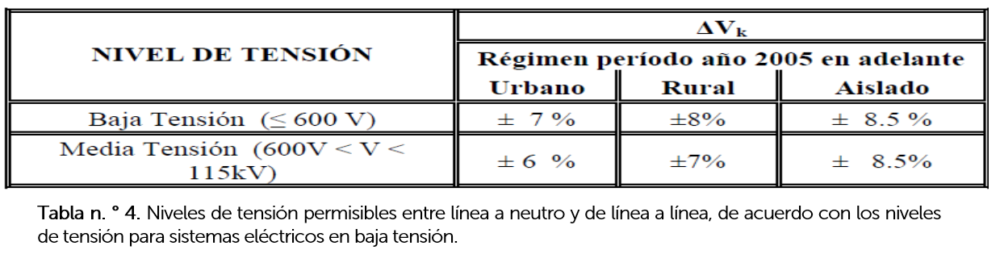 NIVEL DE TENSIÓN
ΔVk
Régimen período año 2005 en adelante
Urbano Rural Aislado
Baja Tensión (≤ 600 V) ± 7 % ±8% ± 8.5 %
Media Tensión (600V < V <
115kV) ± 6 % ±7% ± 8.5%
Tabla n. ° 4. Niveles de tensión permisibles entre línea a neutro y de línea a línea, de acuerdo con los niveles
de tensión para sistemas eléctricos en baja tensión.